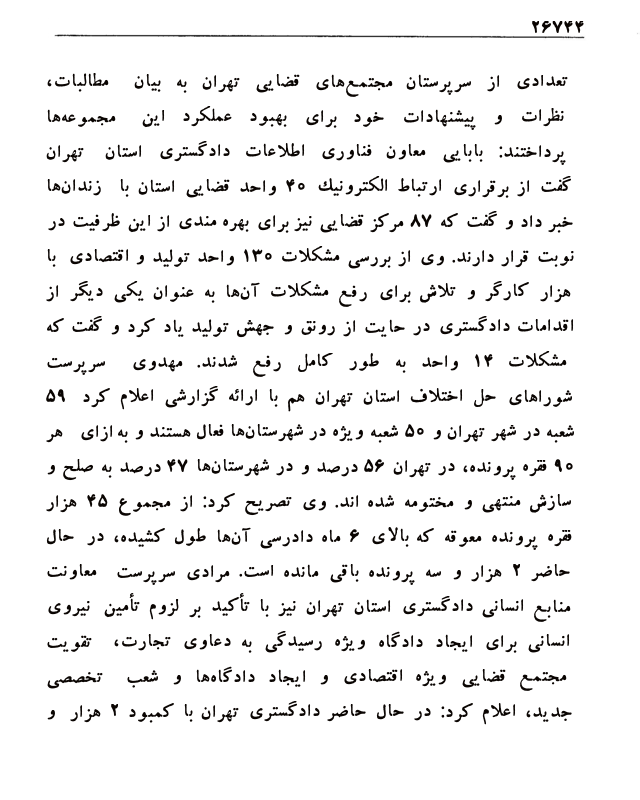 ۲۶۷۴۴
تعدادی از سرپرستان مجتمع‌های قضایی تهران به بیان مطالبات،
نظرات و پیشنهادات خود برای بهبود عملکرد این مجموعه‌ها
پرداختند: بابایی معاون فناوری اطلاعات دادگستری استان تهران
گفت از برقراری ارتباط الکترونیك ۴۰ واحد قضایی استان با زندان‌ها
خبر داد و گفت که ۸۷ مرکز قضایی نیز برای بهره مندی از این ظرفیت در
نوبت قرار دارند. وی از بررسی مشکلات ۱۳۰ واحد تولید و اقتصادی با
هزار کارگر و تلاش برای رفع مشکلات آن‌ها به عنوان یکی دیگر از
اقدامات دادگستری در حایت از رونق و جهش تولید یاد کرد و گفت که
مشکلات ۱۴ واحد به طور کامل رفع شدند. مهدوی سرپرست
شوراهای حل اختلاف استان تهران هم با ارائه گزارشی اعلام کرد ۵۹
شعبه در شهر تهران و ۵۰ شعبه ویژه در شهرستان‌ها فعال هستند و به ازای هر
۹۰ فقره پرونده، در تهران ۵۶ درصد و در شهرستان‌ها ۴۷ درصد به صلح و
سازش منتهی و مختومه شده اند. وی تصریح کرد: از مجموع ۴۵ هزار
فقره پرونده معوقه که بالای ۶ ماه دادرسی آن‌ها طول کشیده، در حال
حاضر ۲ هزار و سه پرونده باقی مانده است. مرادی سرپرست معاونت
منابع انسانی دادگستری استان تهران نیز با تأکید بر لزوم تأمین نیروی
انسانی برای ایجاد دادگاه ویژه رسیدگی به دعاوی تجارت، تقویت
مجتمع قضایی ویژه اقتصادی و ایجاد دادگاه‌ها و شعب تخصصی
جدید، اعلام کرد: در حال حاضر دادگستری تهران با کمبود ۲ هزار و